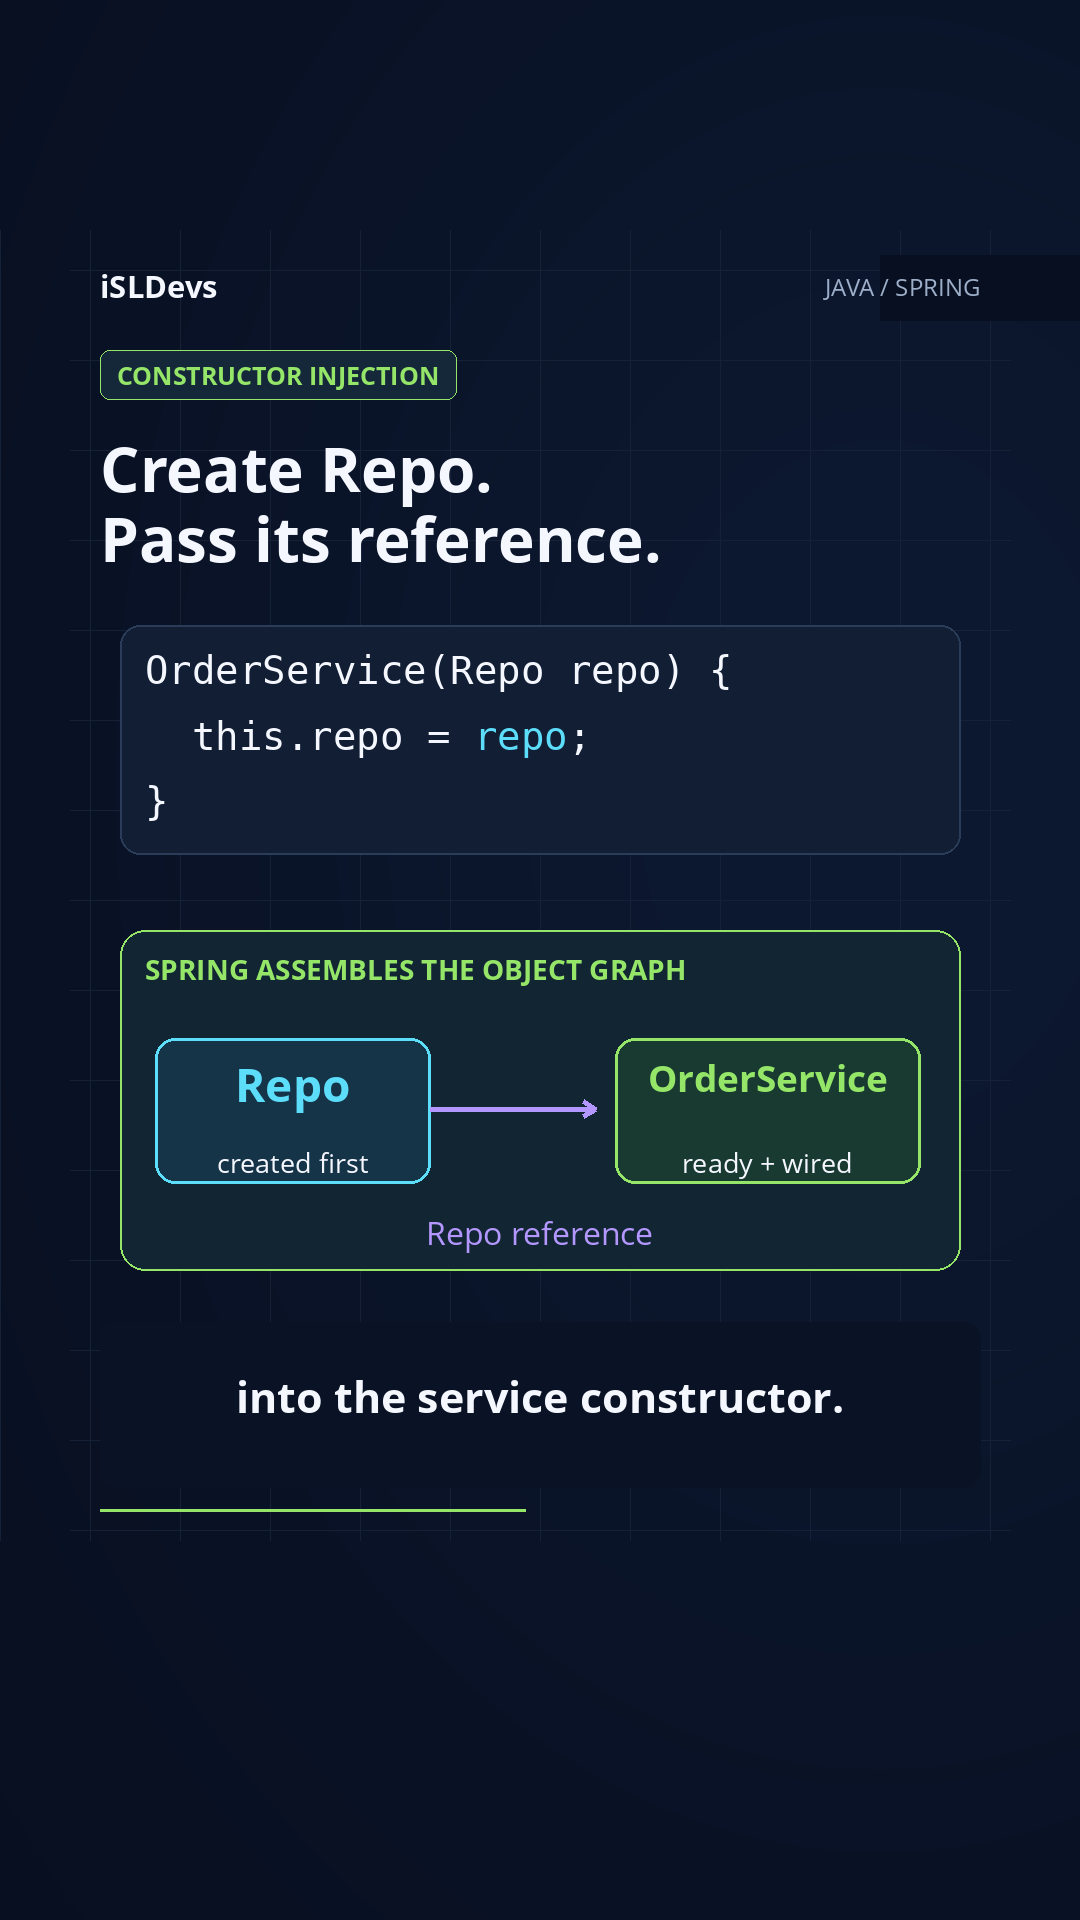 iSLDevs
JAVA / SPRING
CONSTRUCTOR INJECTION
Create Repo.
Pass its reference.
OrderService(Repo repo) {
  this.repo = repo;
}
SPRING ASSEMBLES THE OBJECT GRAPH
Repo
created first
OrderService
ready + wired
Repo reference
into the service constructor.